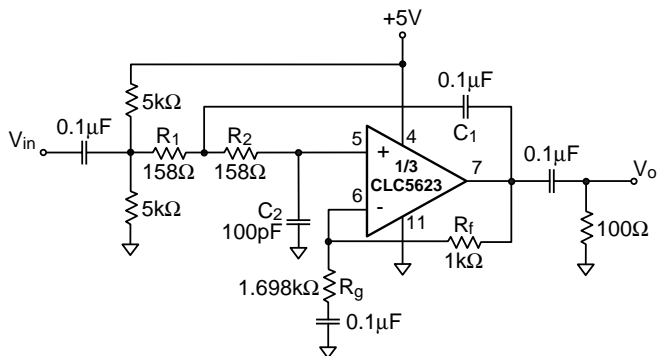 +5V
5kΩ
0.1μF
0.1μF
C1
Vin
R1
R2
158Ω
158Ω
5
+
4
1/3
CLC5623
7
0.1μF
Vo
6
-
11
5kΩ
C2
100pF
Rf
1kΩ
100Ω
1.698kΩ
Rg
0.1μF